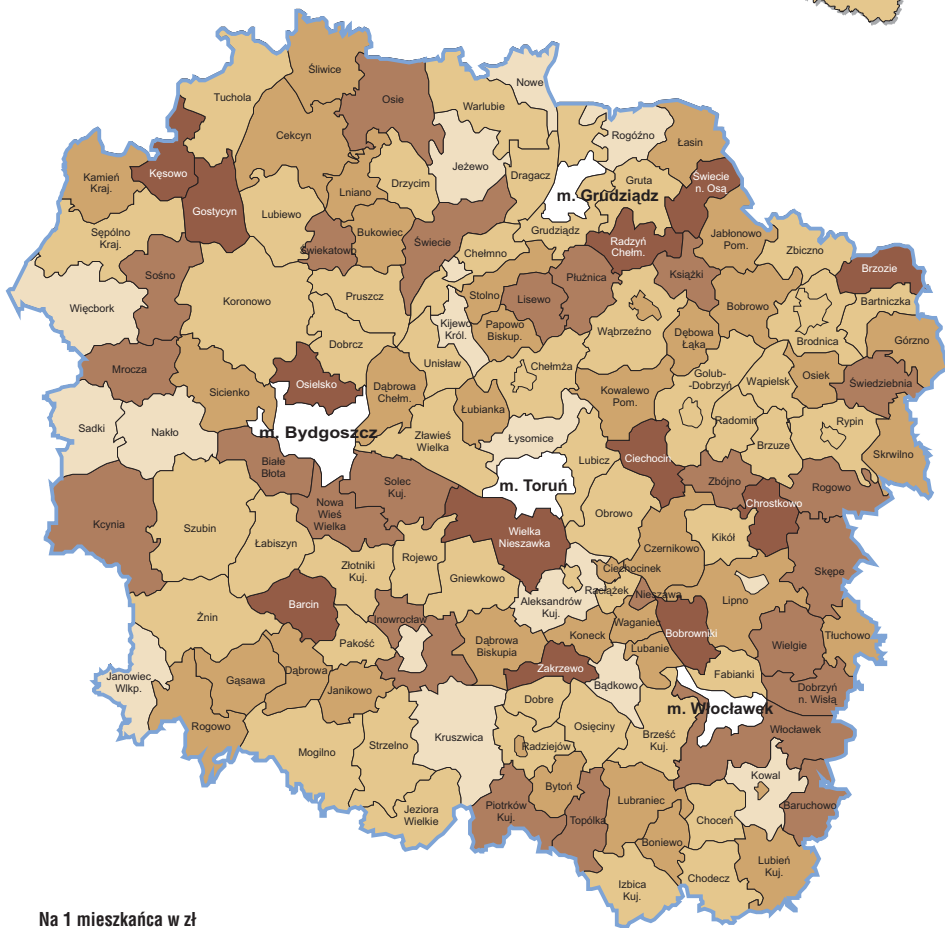 Śliwice
Nowe
Tuchola
Osie
Warlubie
Cekcyn
Rogóźno
Łasin
Jeżewo
Kęsowo
Kamień
Kraj.
Dragacz
Świecie
n. Osą
Gruta
Drzycim
Lniano
m. Grudziądz
Gostycyn
Lubiewo
Sępólno
Kraj.
Bukowiec
Grudziądz
Jabłonowo
Pom.
Świekatowo
Świecie
Radzyń
Chełm.
Zbiczno
Chełmno
Brzozie
Sośno
Płużnica
Książki
Pruszcz
Stolno
Lisewo
Bartniczka
Koronowo
Więcbork
Bobrowo
Kijewo
Król.
Papowo
Biskup.
Wąbrzeźno
Dębowa
Łąka
Górzno
Brodnica
Dobrcz
Unisław
Chełmża
Mrocza
Golub-
-Dobrzyń
Wąpielsk
Osiek
Świedziebnia
Osielsko
Sicienko
Dąbrowa
Chełm.
Kowalewo
Pom.
Łubianka
Radomin
Rypin
Sadki
Nakło
m. Bydgoszcz
Zławieś
Wielka
Łysomice
Brzuze
Skrwilno
Białe
Błota
Lubicz
Ciechocin
Solec
Kuj.
m. Toruń
Zbójno
Rogowo
Nowa
Wieś
Wielka
Chrostkowo
Kcynia
Szubin
Obrowo
Wielka
Nieszawka
Kikół
Łabiszyn
Czernikowo
Rojewo
Złotniki
Kuj.
Ciechocinek
Skępe
Gniewkowo
Raciążek
Nieszawa
Lipno
Barcin
Aleksandrów
Kuj.
Żnin
Inowrocław
Waganiec
Bobrowniki
Koneck
Tłuchowo
Pakość
Dąbrowa
Biskupia
Lubanie
Wielgie
Zakrzewo
Dąbrowa
Fabianki
Janowiec
Wlkp.
Gąsawa
Bądkowo
Janikowo
Dobrzyń
n. Wisłą
Dobre
m. Włocławek
Rogowo
Osięciny
Włocławek
Kruszwica
Brześć
Kuj.
Radziejów
Mogilno
Strzelno
Kowal
Bytoń
Lubraniec
Piotrków
Kuj.
Baruchowo
Jeziora
Wielkie
Topólka
Choceń
Boniewo
Lubień
Kuj.
Chodecz
Izbica
Kuj.
Na 1 mieszkańca w zł